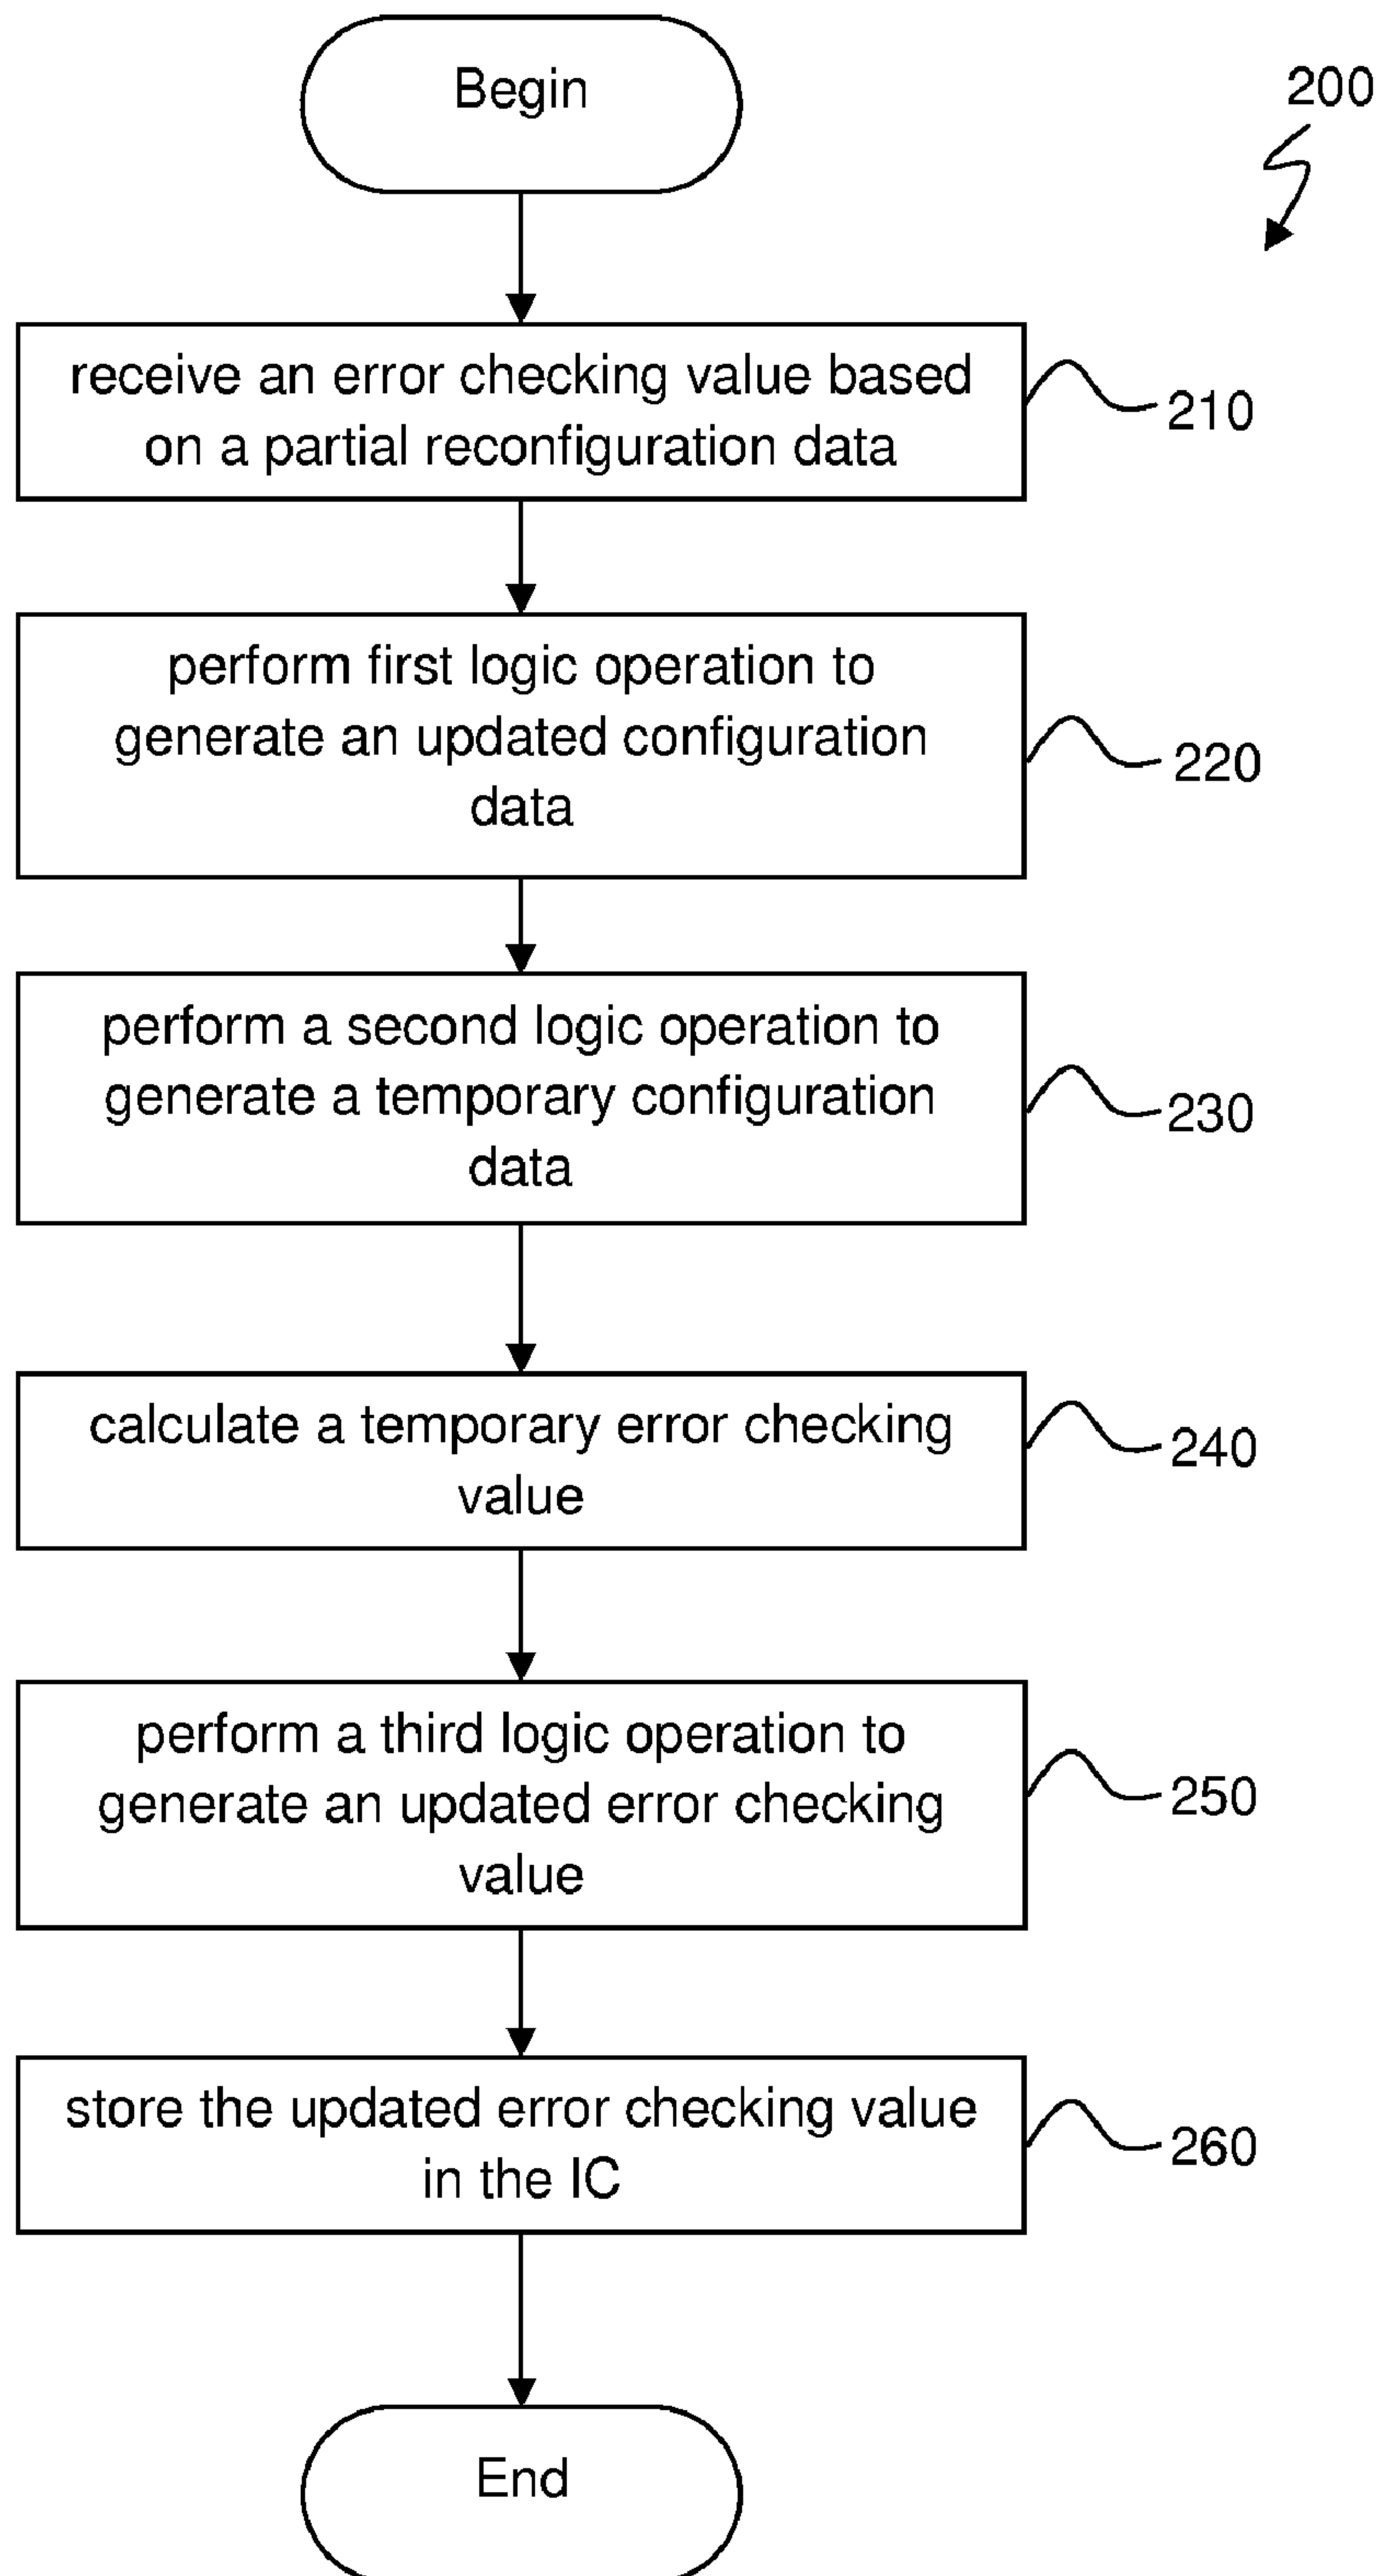 Begin
200
receive an error checking value based
on a partial reconfiguration data
210
perform first logic operation to
generate an updated configuration
data
220
perform a second logic operation to
generate a temporary configuration
data
230
calculate a temporary error checking
value
240
perform a third logic operation to
generate an updated error checking
value
250
store the updated error checking value
in the IC
260
End